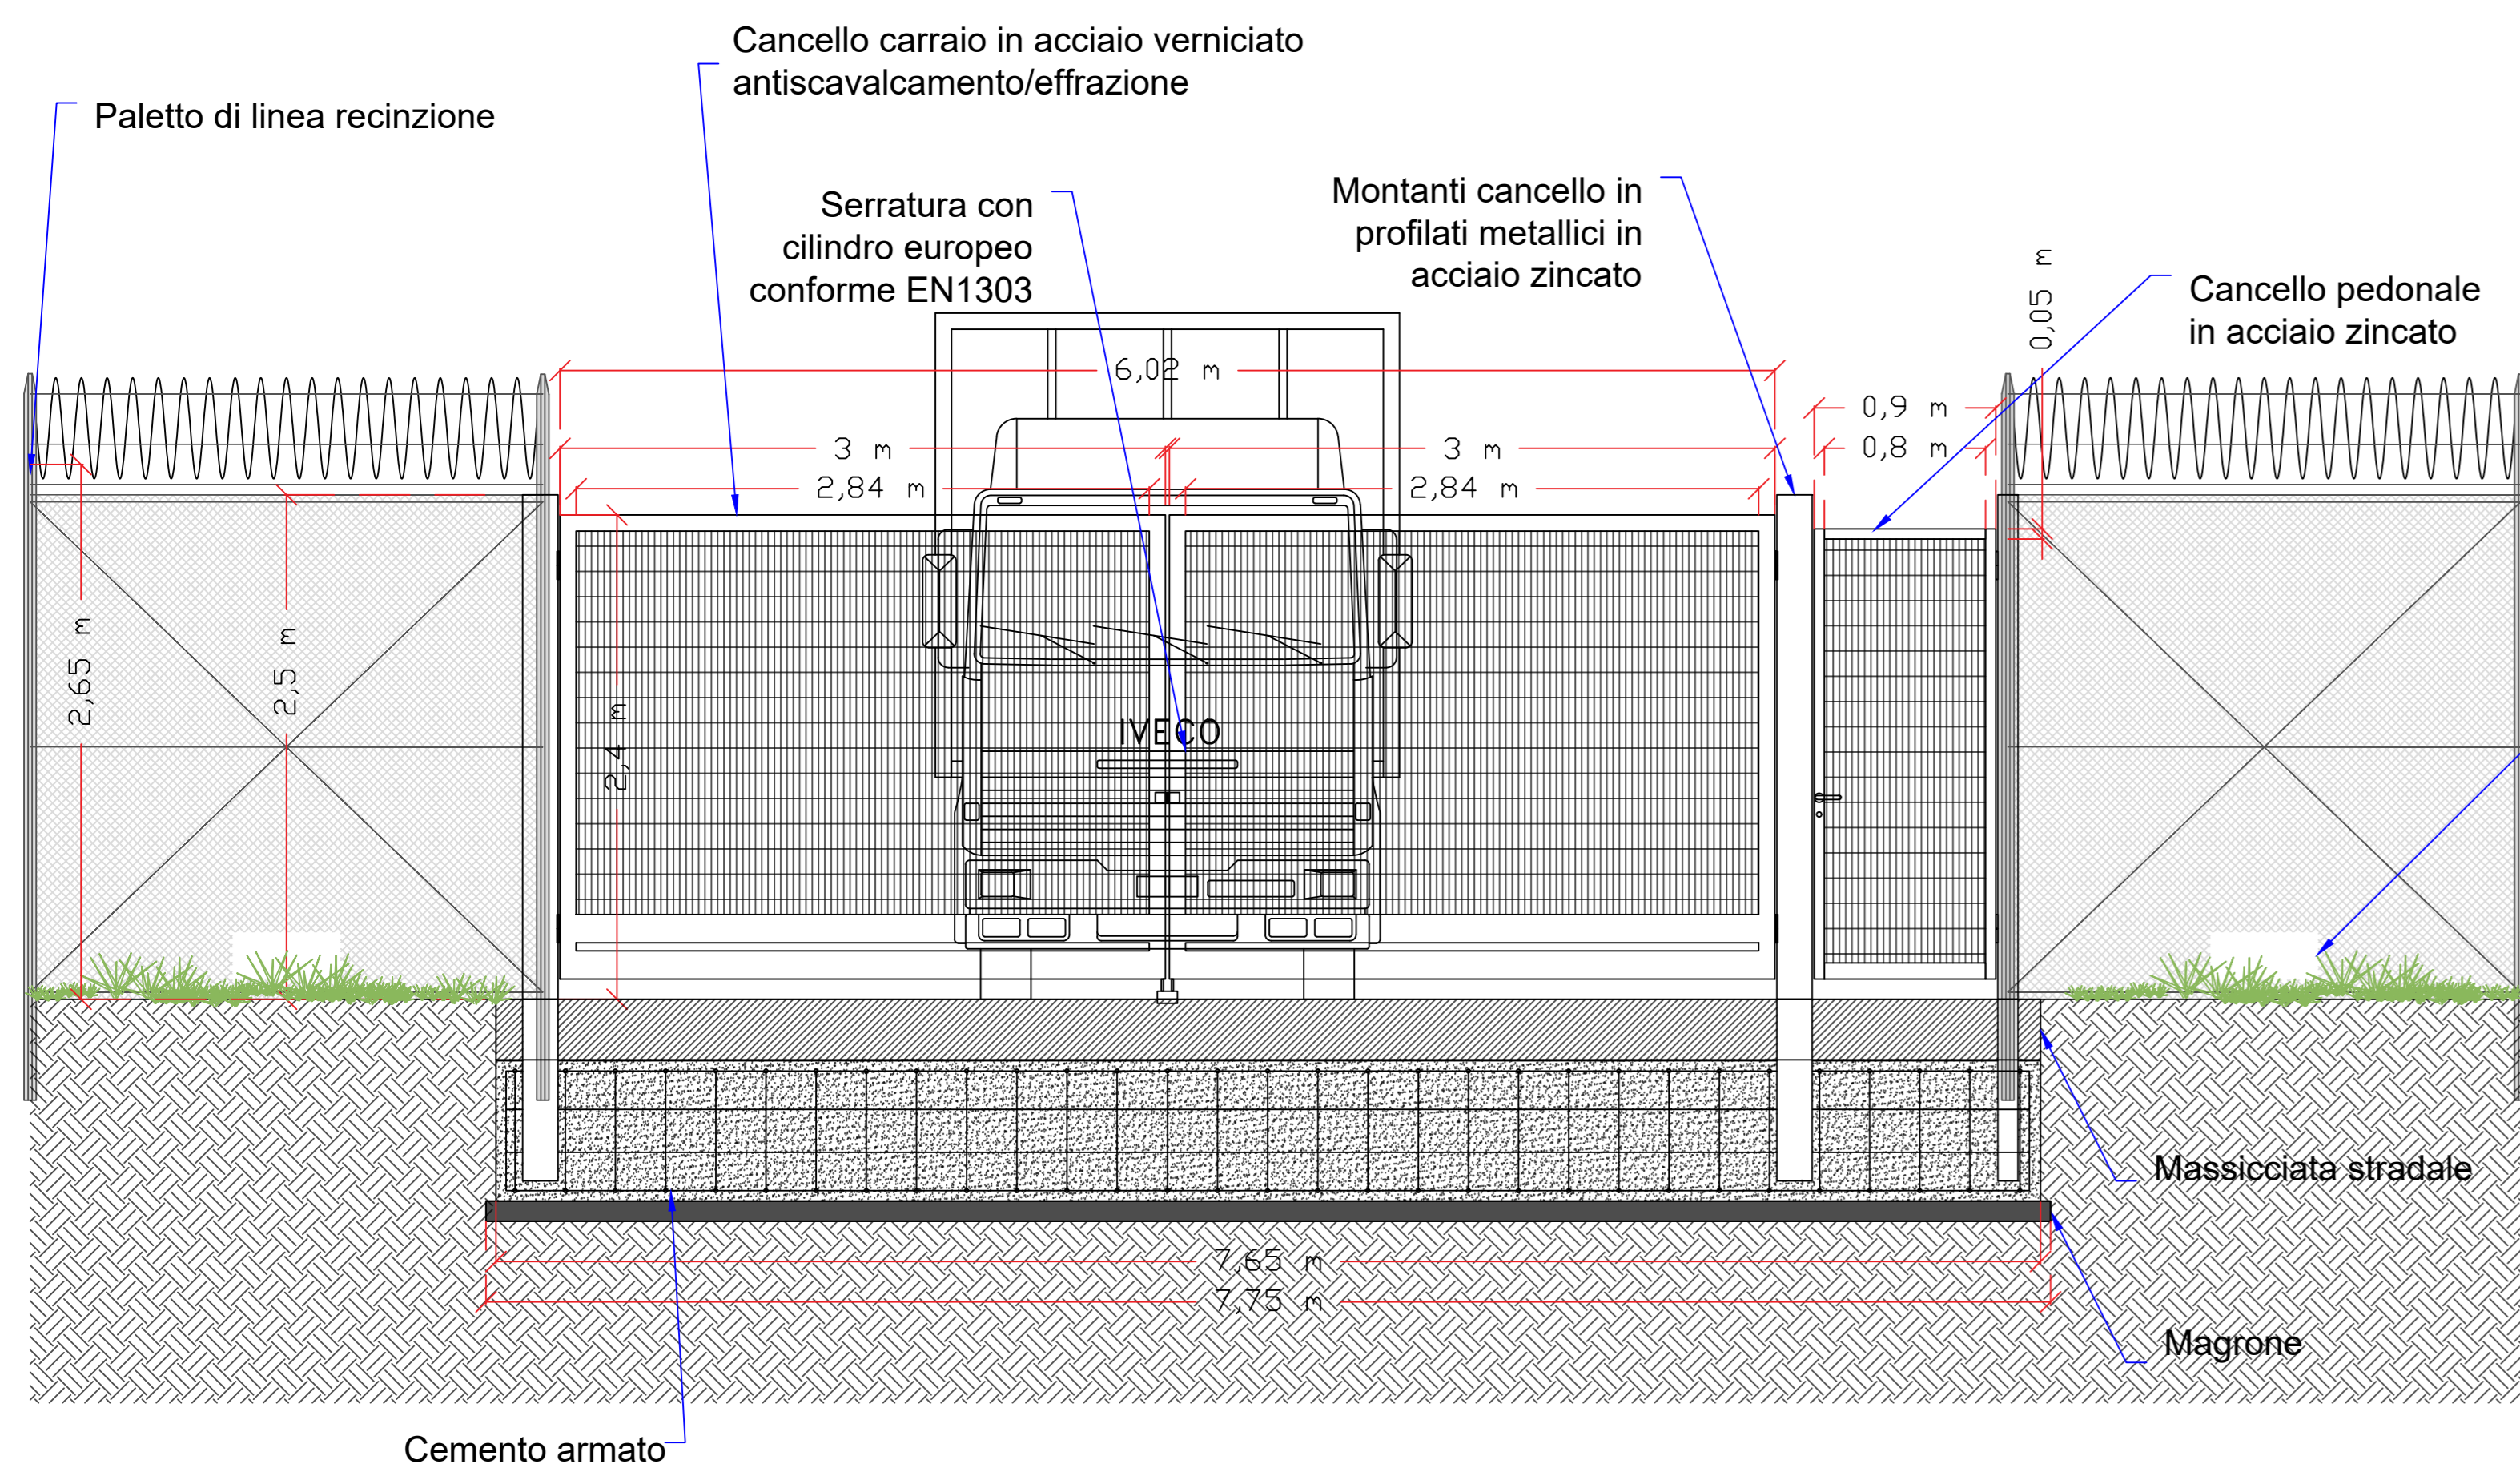 Cancello carraio in acciaio verniciato
antiscavalcamento/effrazione
Paletto di linea recinzione
Serratura con
cilindro europeo
conforme EN1303
Montanti cancello in
profilati metallici in
acciaio zincato
0,05 m
Cancello pedonale
in acciaio zincato
6,02 m
0,9 m
3 m
3 m
0,8 m
2,84 m
2,84 m
2,65 m
2,5 m
2,4 m
IVECO
Massicciata stradale
7,65 m
7,75 m
Magrone
Cemento armato